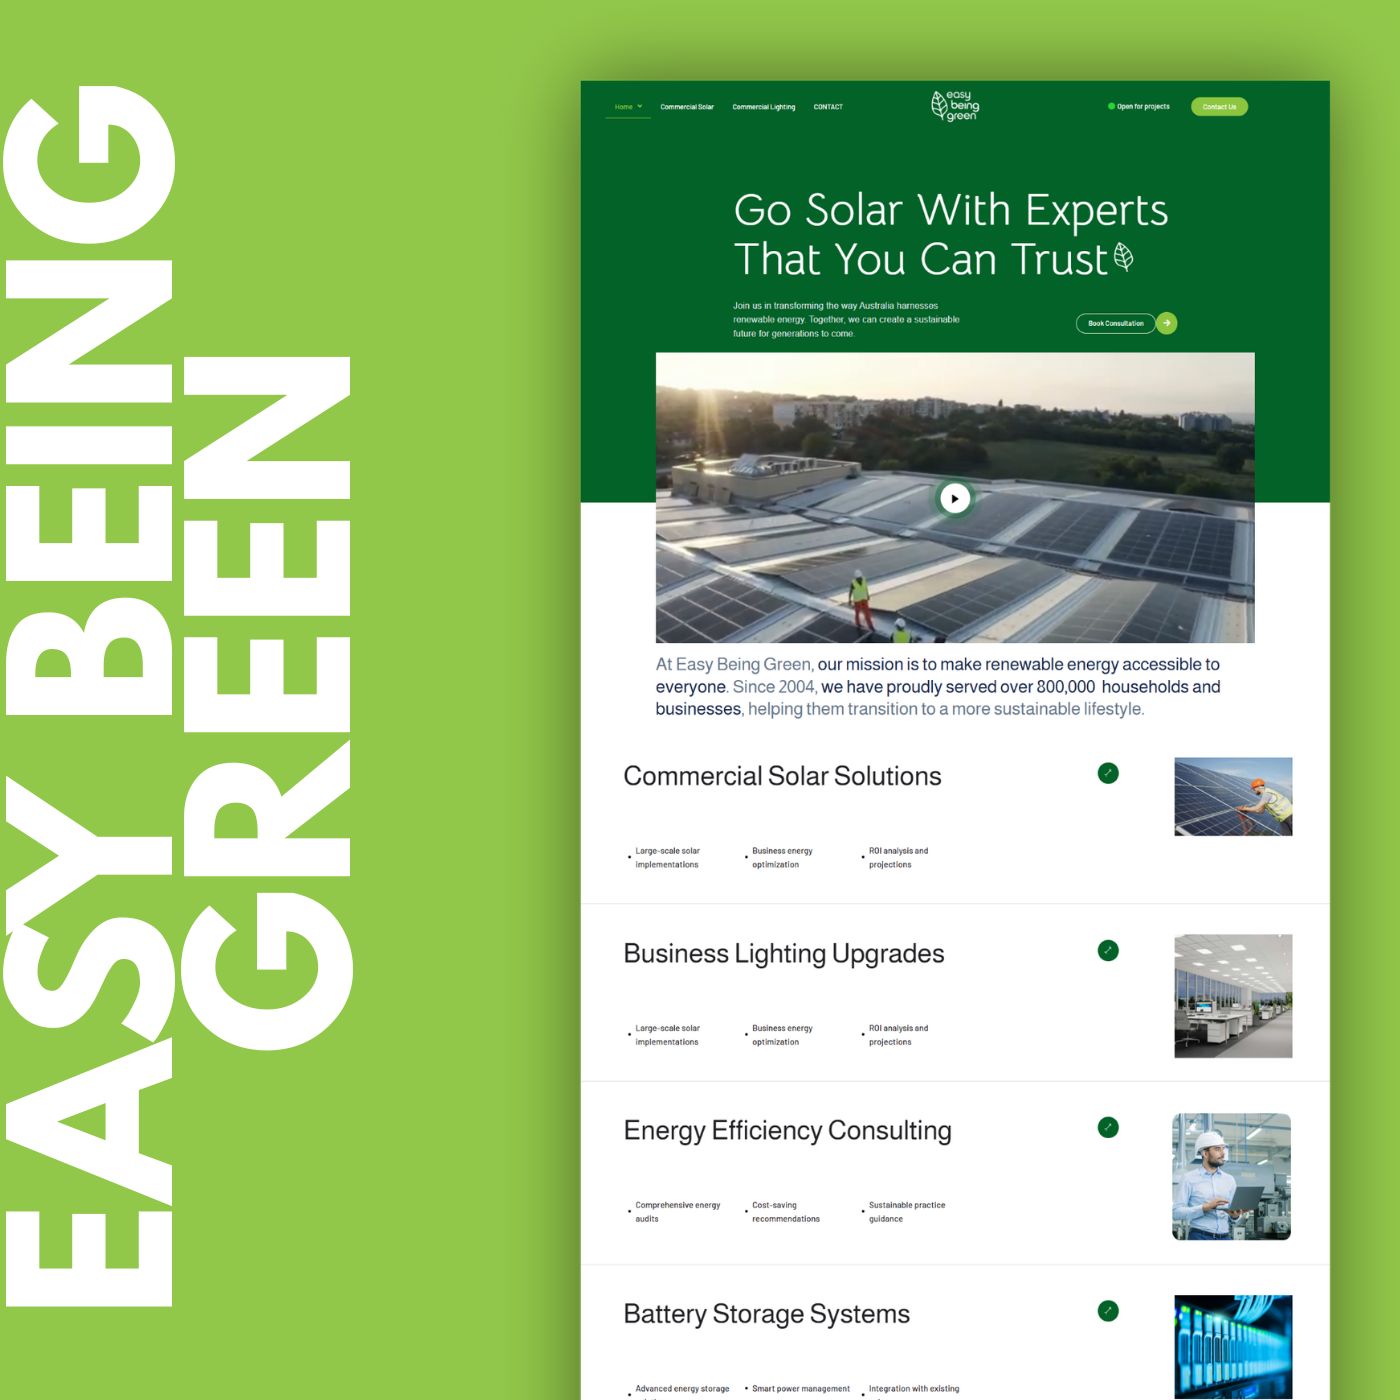 EASY BEING
GREEN
Home
Commercial Solar
Commercial Lighting
CONTACT
easy
being
green
Open for projects
Contact Us
Go Solar With Experts
That You Can Trust
Join us in transforming the way Australia harnesses
renewable energy. Together, we can create a sustainable
future for generations to come.
Book Consultation
At Easy Being Green, our mission is to make renewable energy accessible to
everyone. Since 2004, we have proudly served over 800,000 households and
businesses, helping them transition to a more sustainable lifestyle.
Commercial Solar Solutions
Large-scale solar
implementations
Business energy
optimization
ROI analysis and
projections
Business Lighting Upgrades
Large-scale solar
implementations
Business energy
optimization
ROI analysis and
projections
Energy Efficiency Consulting
Comprehensive energy
audits
Cost-saving
recommendations
Sustainable practice
guidance
Battery Storage Systems
Advanced energy storage
Smart power management
Integration with existing